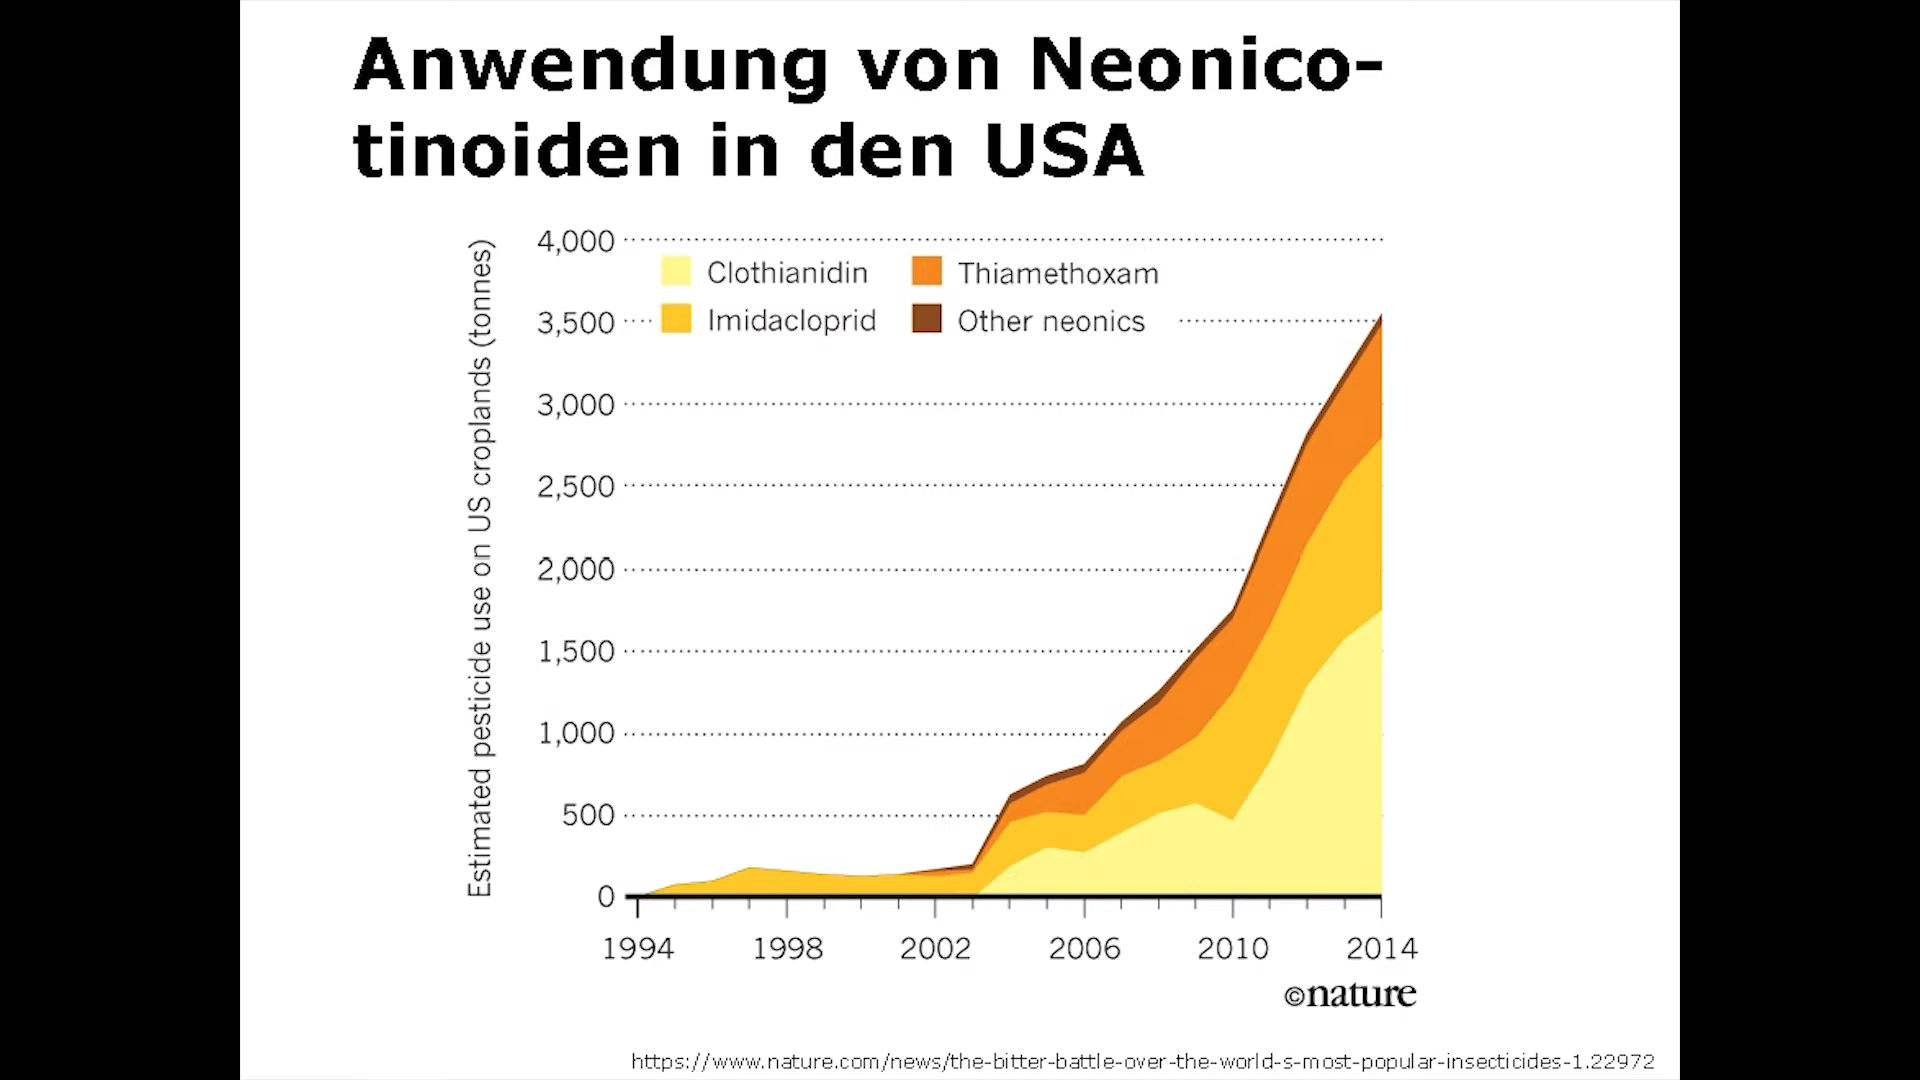 Anwendung von Neonico-
tinoiden in den USA
Estimated pesticide use on US croplands (tonnes)
4,000
3,500
3,000
2,500
2,000
1,500
1,000
500
0
Clothianidin
Thiamethoxam
Imidacloprid
Other neonics
1994 1998 2002 2006 2010 2014
©nature
https://www.nature.com/news/the-bitter-battle-over-the-world-s-most-popular-insecticides-1.22972